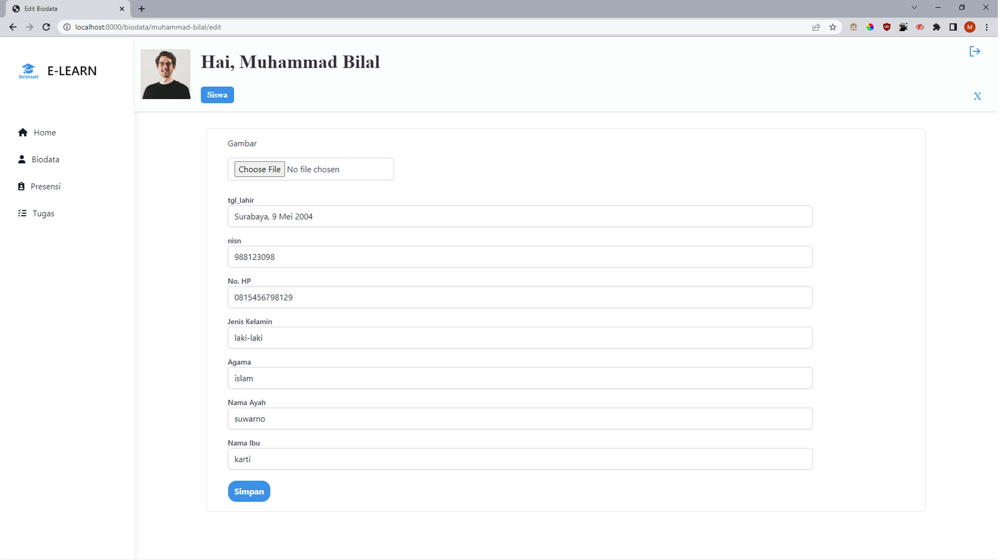 Edit Biodata
localhost:8000/biodata/muhammad-bilal/edit
M
BeSmart
E-LEARN
Hai, Muhammad Bilal
Siswa
X
Home
Biodata
Presensi
Tugas
Gambar
Choose File No file chosen
tgl_lahir
Surabaya, 9 Mei 2004
nisn
988123098
No. HP
0815456798129
Jenis Kelamin
laki-laki
Agama
islam
Nama Ayah
suwarno
Nama Ibu
karti
Simpan